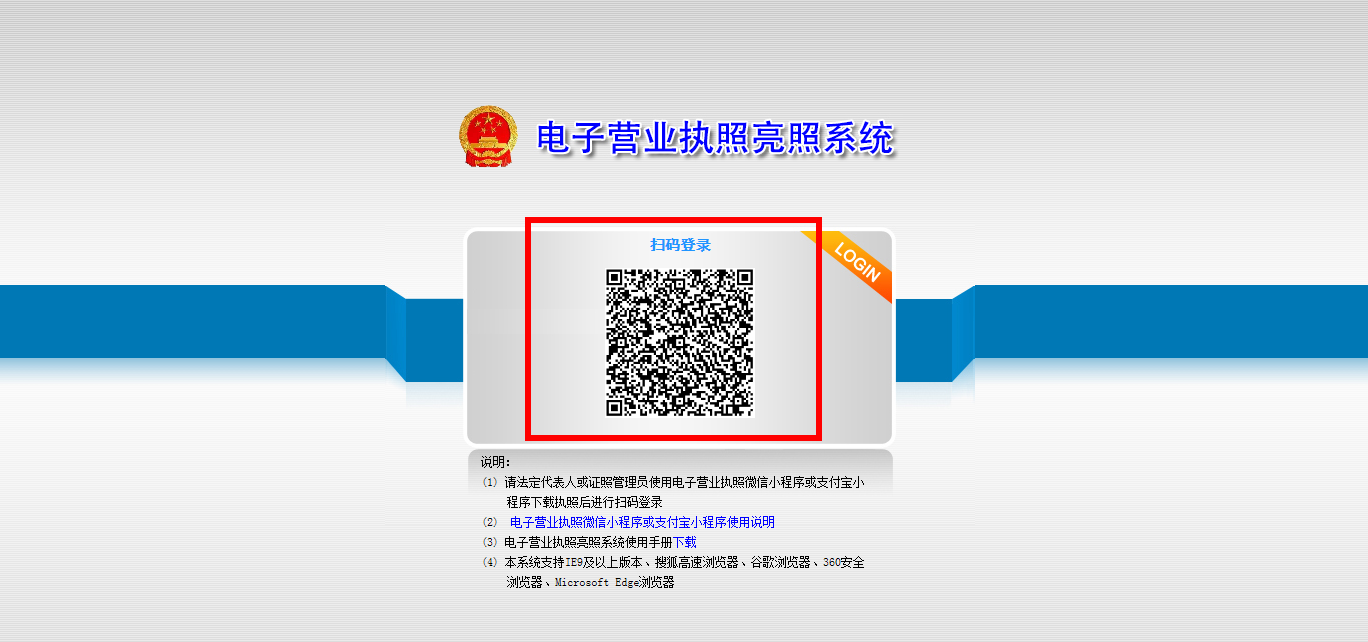 电子营业执照亮照系统
扫码登录
LOGIN
说明：
（1） 请法定代表人或证照管理员使用电子营业执照微信小程序或支付宝小
程序下载执照后进行扫码登录
（2） 电子营业执照微信小程序或支付宝小程序使用说明
（3） 电子营业执照亮照系统使用手册下载
（4） 本系统支持IE9及以上版本、搜狐高速浏览器、谷歌浏览器、360安全
浏览器、Microsoft Edge浏览器